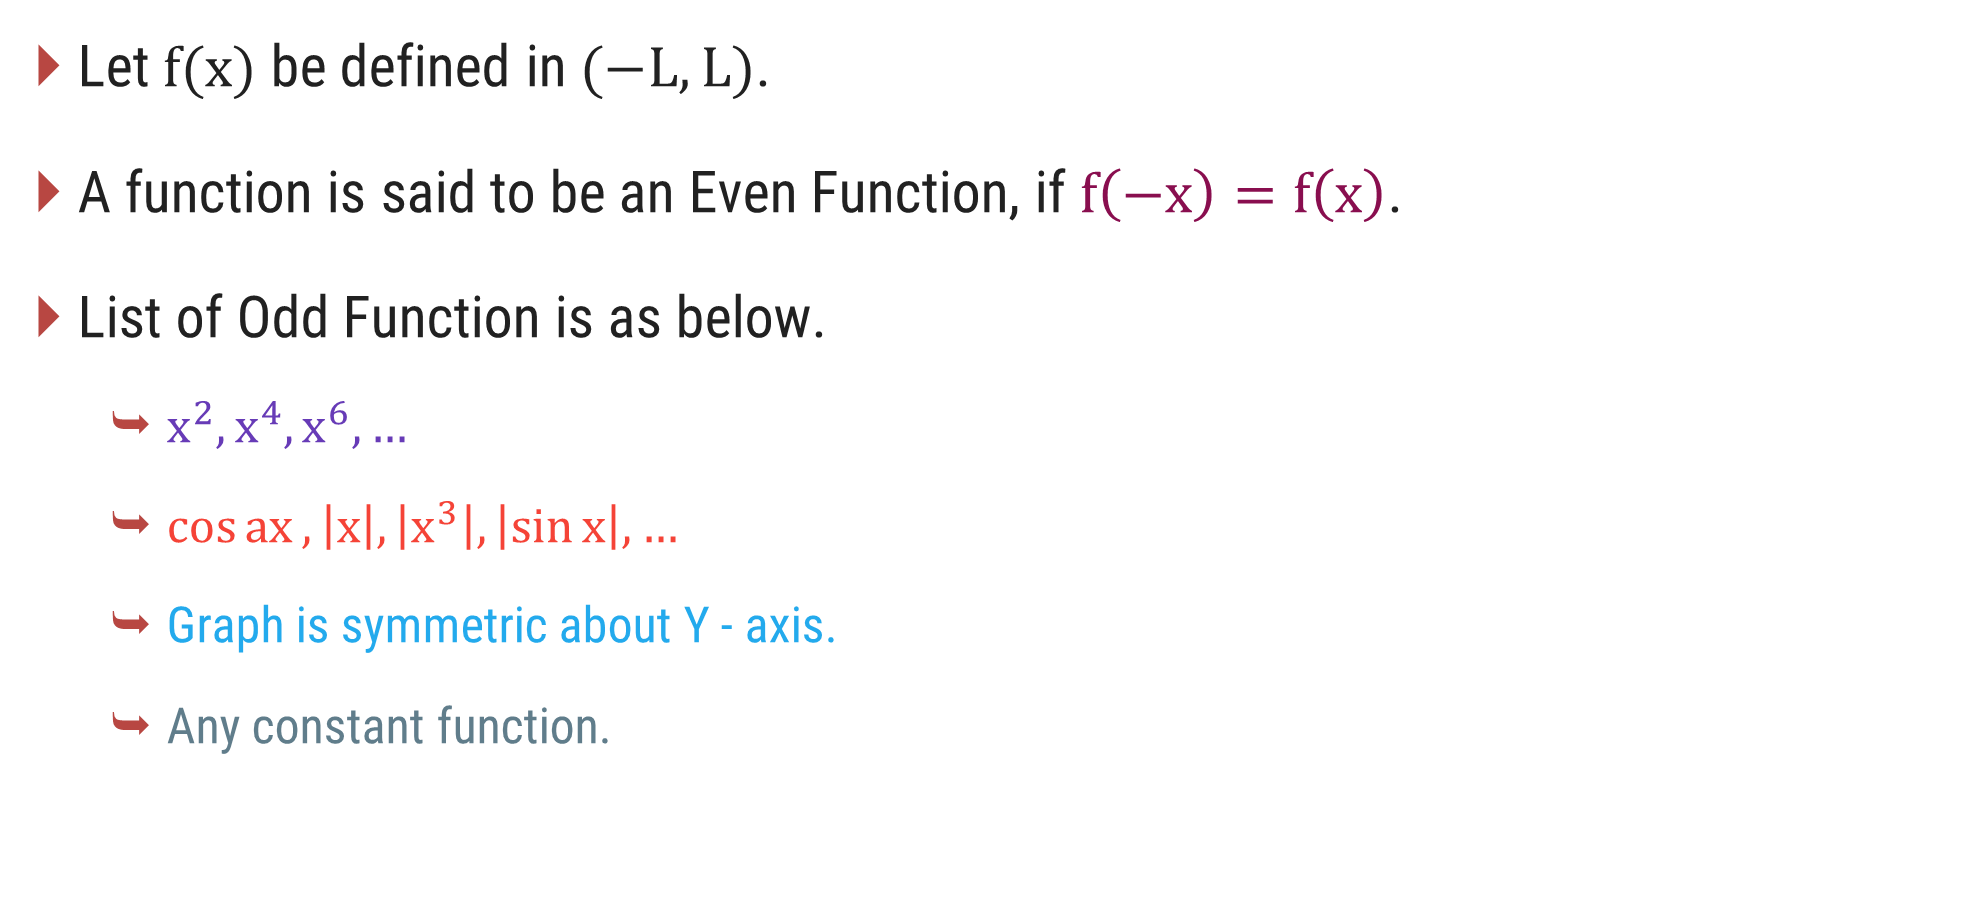 Let f(x) be defined in (−L, L).
A function is said to be an Even Function, if f(−x) = f(x).
List of Odd Function is as below.
x², x⁴, x⁶, …
cos ax , |x|, |x³|, |sin x|, …
Graph is symmetric about Y - axis.
Any constant function.